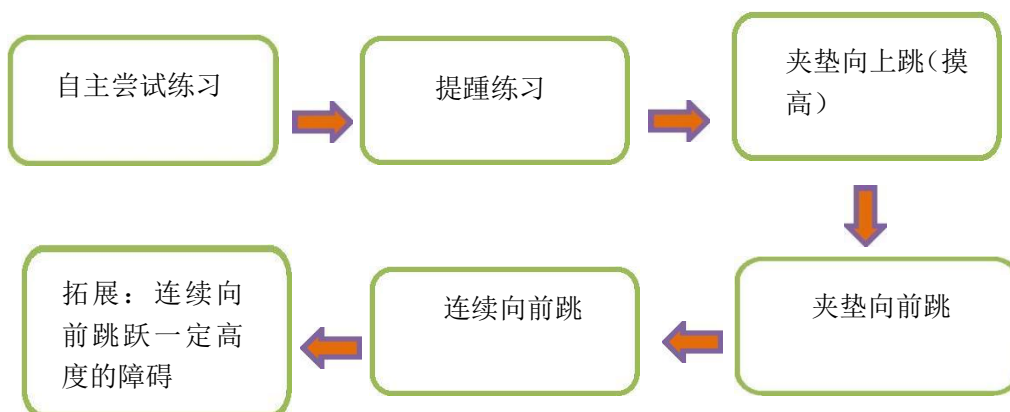 自主尝试练习
提踵练习
夹垫向上跳（摸
高）
夹垫向前跳
连续向前跳
拓展：连续向
前跳跃一定高
度的障碍